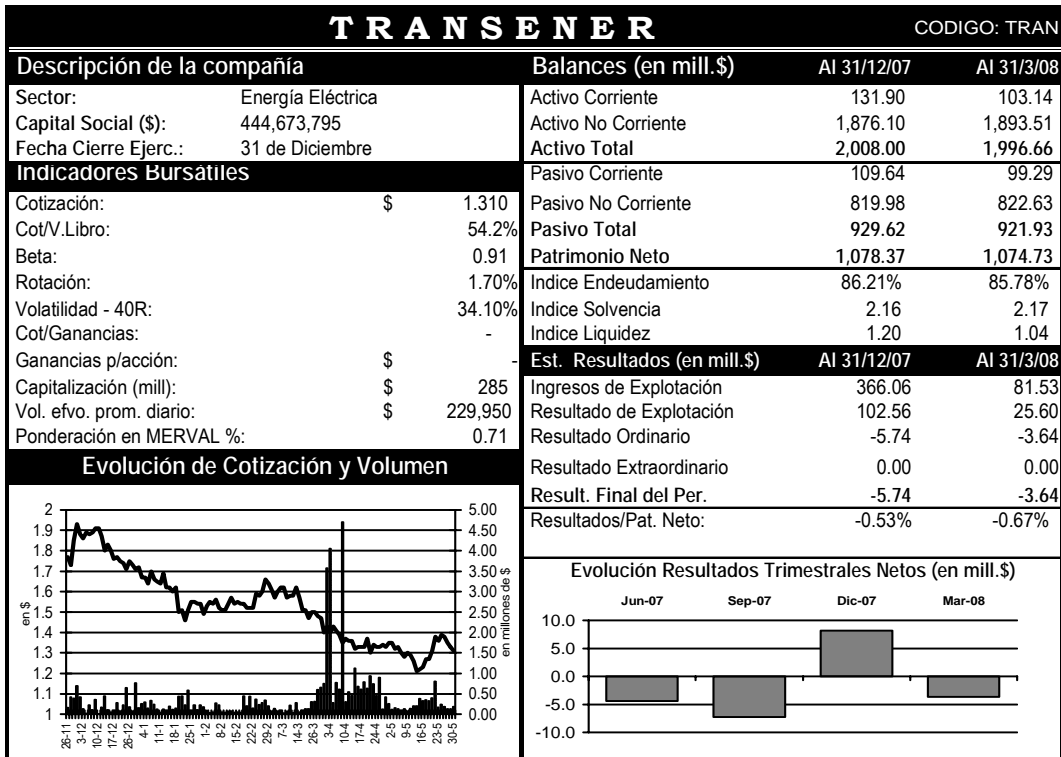 TRANSENER CODIGO: TRAN
Descripción de la compañía
Sector: Energía Eléctrica
Capital Social ($): 444,673,795
Fecha Cierre Ejerc.: 31 de Diciembre
Indicadores Bursátiles
Cotización: $ 1.310
Cot/V.Libro: 54.2%
Beta: 0.91
Rotación: 1.70%
Volatilidad - 40R: 34.10%
Cot/Ganancias: -
Ganancias p/acción: $ -
Capitalización (mill): $ 285
Vol. efvo. prom. diario: $ 229,950
Ponderación en MERVAL %: 0.71
Evolución de Cotización y Volumen
2 5.00
1.9 4.50
1.8 4.00
1.7 3.50
1.6 3.00
1.5 2.50
1.4 2.00
1.3 1.50
1.2 1.00
1.1 0.50
1 0.00
en $
en millones de $
26-11 3-12 10-12 17-12 26-12 4-1 11-1 18-1 25-1 1-2 8-2 15-2 22-2 29-2 7-3 14-3 26-3 3-4 10-4 17-4 24-4 2-5 9-5 16-5 23-5 30-5
Balances (en mill.$) Al 31/12/07 Al 31/3/08
Activo Corriente 131.90 103.14
Activo No Corriente 1,876.10 1,893.51
Activo Total 2,008.00 1,996.66
Pasivo Corriente 109.64 99.29
Pasivo No Corriente 819.98 822.63
Pasivo Total 929.62 921.93
Patrimonio Neto 1,078.37 1,074.73
Indice Endeudamiento 86.21% 85.78%
Indice Solvencia 2.16 2.17
Indice Liquidez 1.20 1.04
Est. Resultados (en mill.$) Al 31/12/07 Al 31/3/08
Ingresos de Explotación 366.06 81.53
Resultado de Explotación 102.56 25.60
Resultado Ordinario -5.74 -3.64
Resultado Extraordinario 0.00 0.00
Result. Final del Per. -5.74 -3.64
Resultados/Pat. Neto: -0.53% -0.67%
Evolución Resultados Trimestrales Netos (en mill.$)
Jun-07 Sep-07 Dic-07 Mar-08
10.0
5.0
0.0
-5.0
-10.0